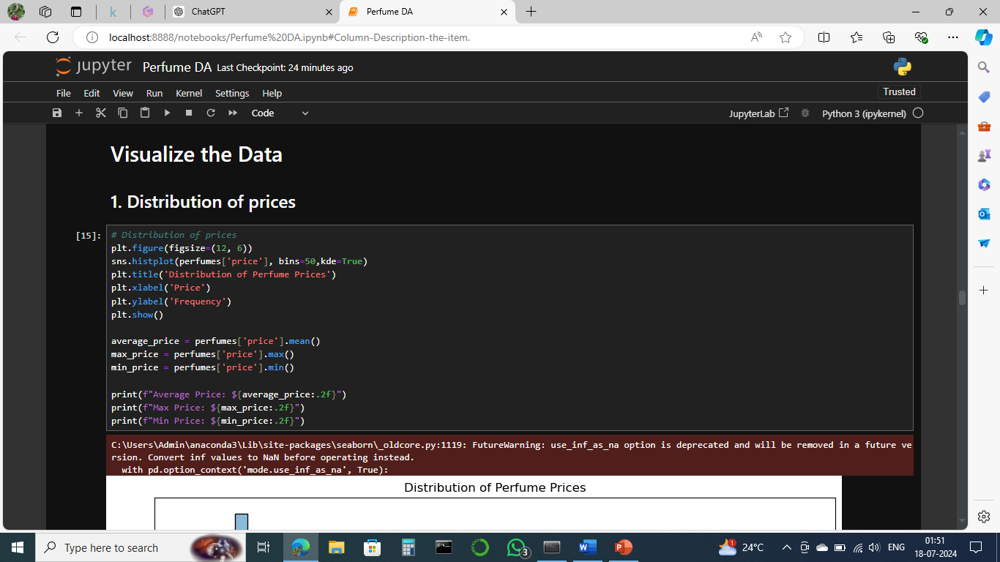 ChatGPT
Perfume DA
localhost:8888/notebooks/Perfume%20DA.ipynb#Column-Description-the-item.
jupyter Perfume DA Last Checkpoint: 24 minutes ago
File Edit View Run Kernel Settings Help
Trusted
Code
JupyterLab
Python 3 (ipykernel)
Visualize the Data
1. Distribution of prices
[15]:
# Distribution of prices
plt.figure(figsize=(12, 6))
sns.histplot(perfumes['price'], bins=50,kde=True)
plt.title('Distribution of Perfume Prices')
plt.xlabel('Price')
plt.ylabel('Frequency')
plt.show()
average_price = perfumes['price'].mean()
max_price = perfumes['price'].max()
min_price = perfumes['price'].min()
print(f"Average Price: ${average_price:.2f}")
print(f"Max Price: ${max_price:.2f}")
print(f"Min Price: ${min_price:.2f}")
C:\Users\Admin\anaconda3\Lib\site-packages\seaborn\_oldcore.py:1119: FutureWarning: use_inf_as_na option is deprecated and will be removed in a future ve
rsion. Convert inf values to NaN before operating instead.
with pd.option_context('mode.use_inf_as_na', True):
Distribution of Perfume Prices
Type here to search
3
1
24°C
ENG
01:51
18-07-2024